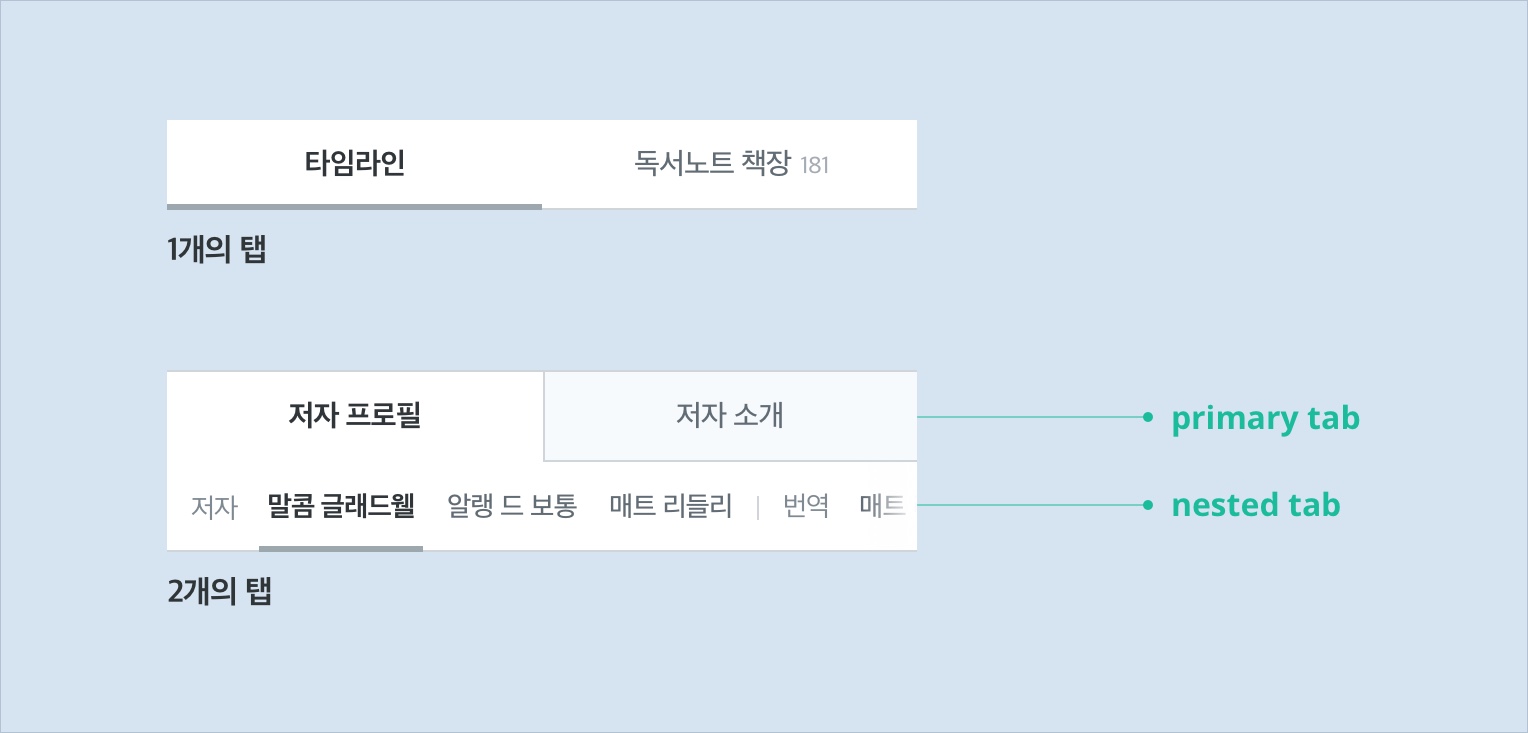 타임라인 독서노트 책장 181
1개의 탭
저자 프로필 저자 소개 primary tab
저자 말콤 글래드웰 알랭 드 보통 매트 리들리 | 번역 매트 nested tab
2개의 탭